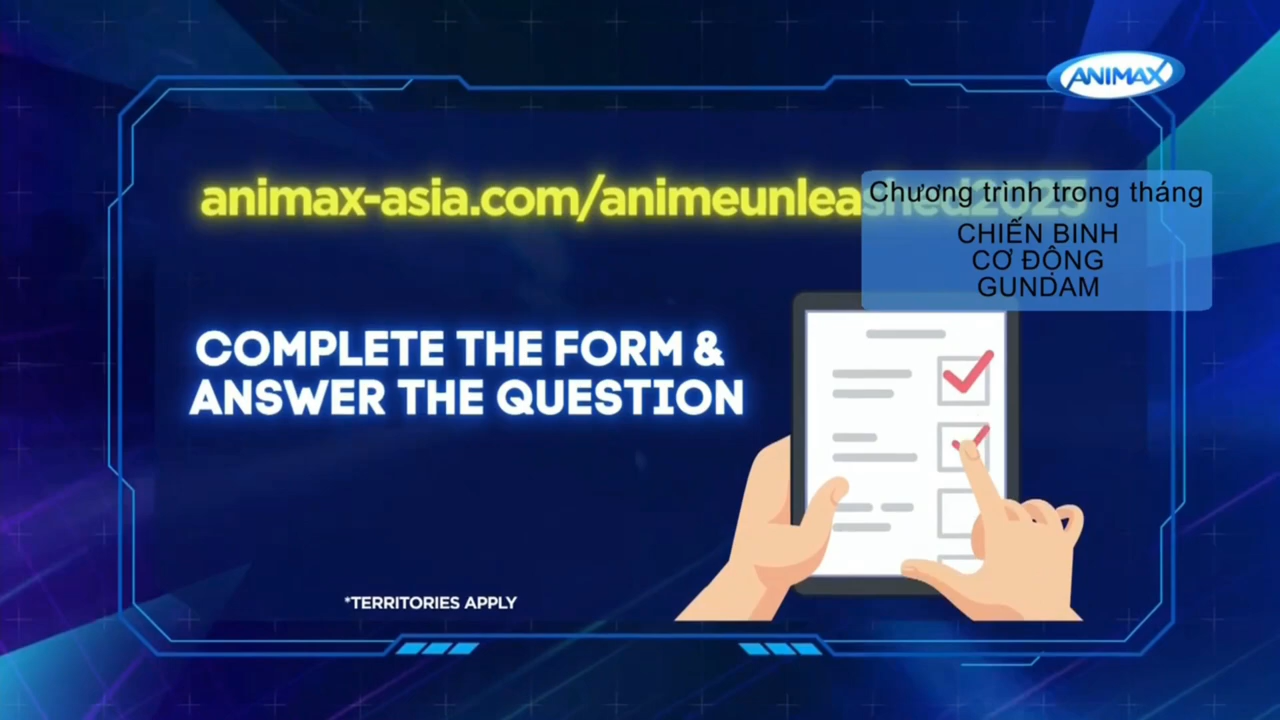 ANIMAX
animax-asia.com/animeunleashed2023
Chương trình trong tháng
CHIẾN BINH
CƠ ĐỘNG
GUNDAM
COMPLETE THE FORM &
ANSWER THE QUESTION
*TERRITORIES APPLY